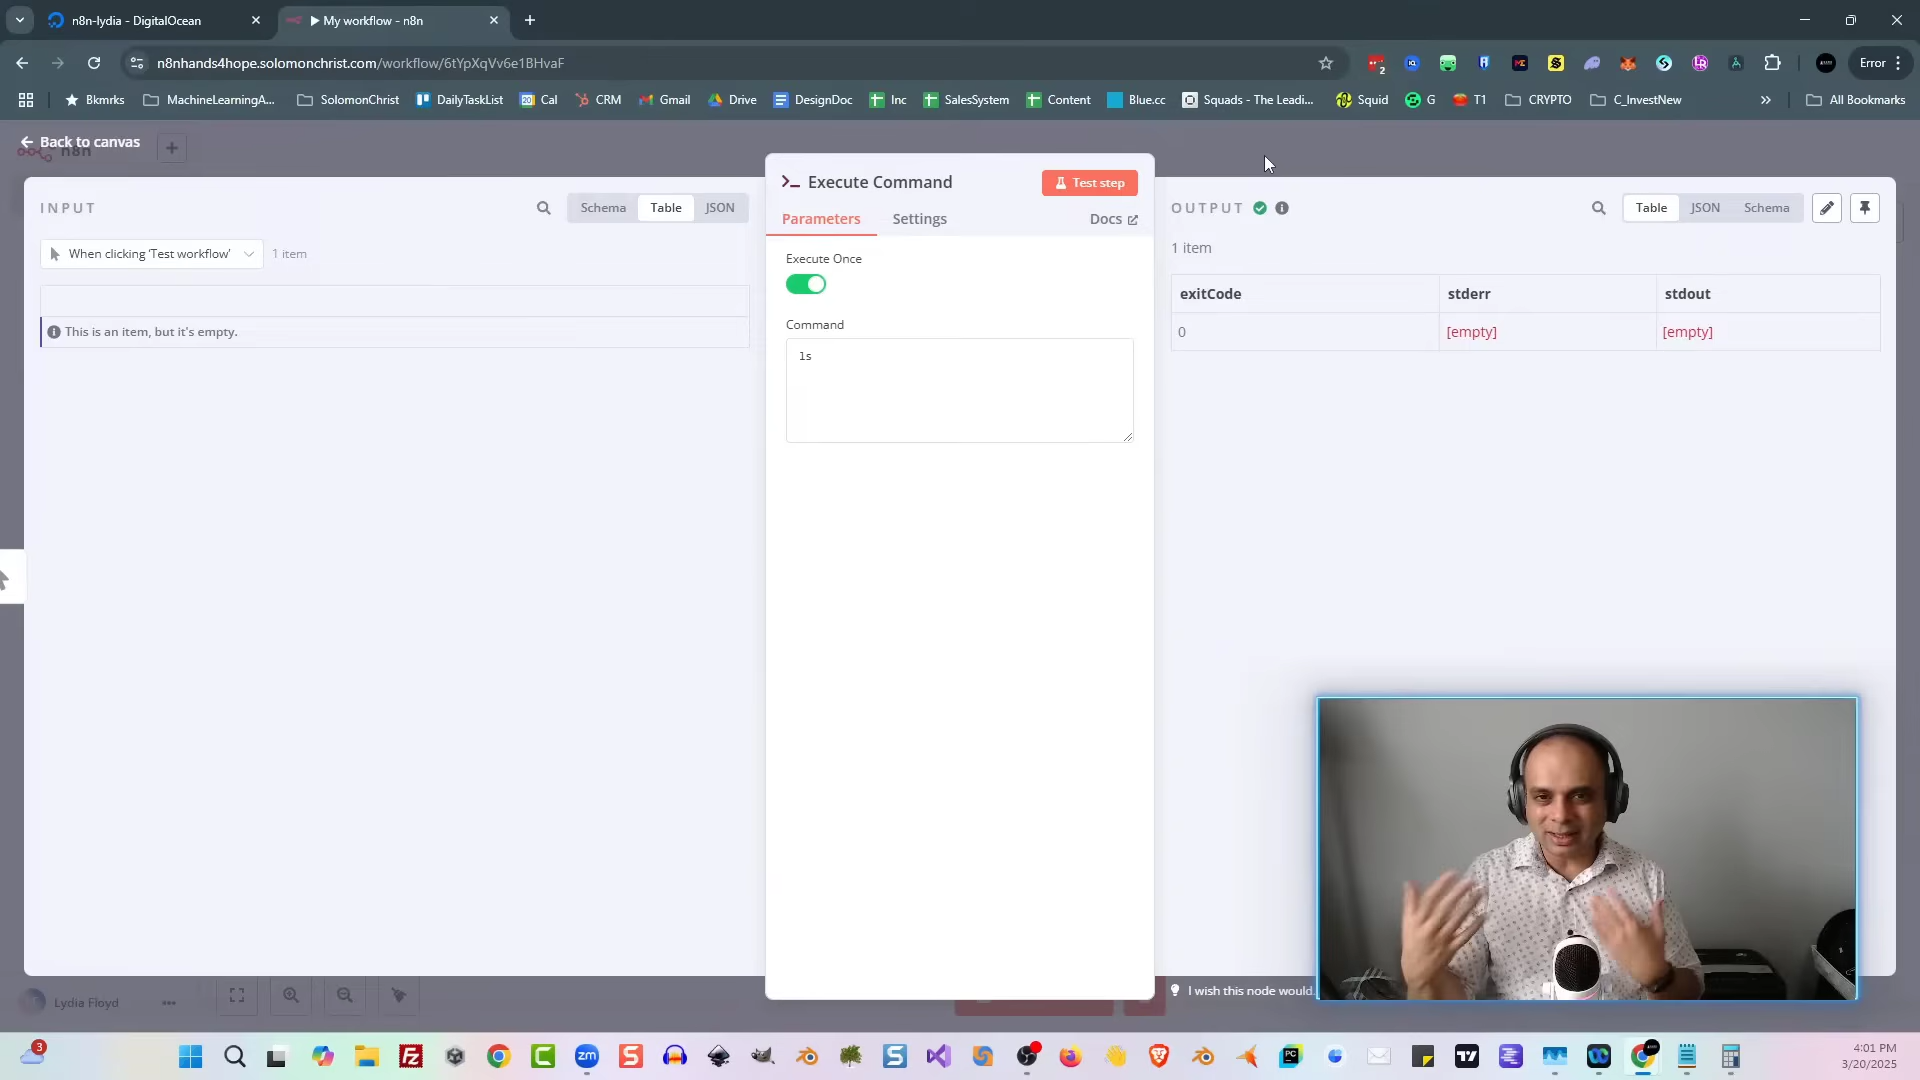 n8n-lydia - DigitalOcean
▶ My workflow - n8n
n8nhands4hope.solomonchrist.com/workflow/6tYpXqVv6e1BHvaF
2
Error
Bkmrks
MachineLearningA...
SolomonChrist
DailyTaskList
Cal
CRM
Gmail
Drive
DesignDoc
Inc
SalesSystem
Content
Blue.cc
Squads - The Leadi...
Squid
G
T1
CRYPTO
C_InvestNew
All Bookmarks
Back to canvas
n8n
INPUT
Schema
Table
JSON
When clicking 'Test workflow'
1 item
This is an item, but it's empty.
Execute Command
Test step
Parameters
Settings
Docs
Execute Once
Command
ls
OUTPUT
Table
JSON
Schema
1 item
exitCode
stderr
stdout
0
[empty]
[empty]
Lydia Floyd
I wish this node would.
3
4:01 PM
3/20/2025